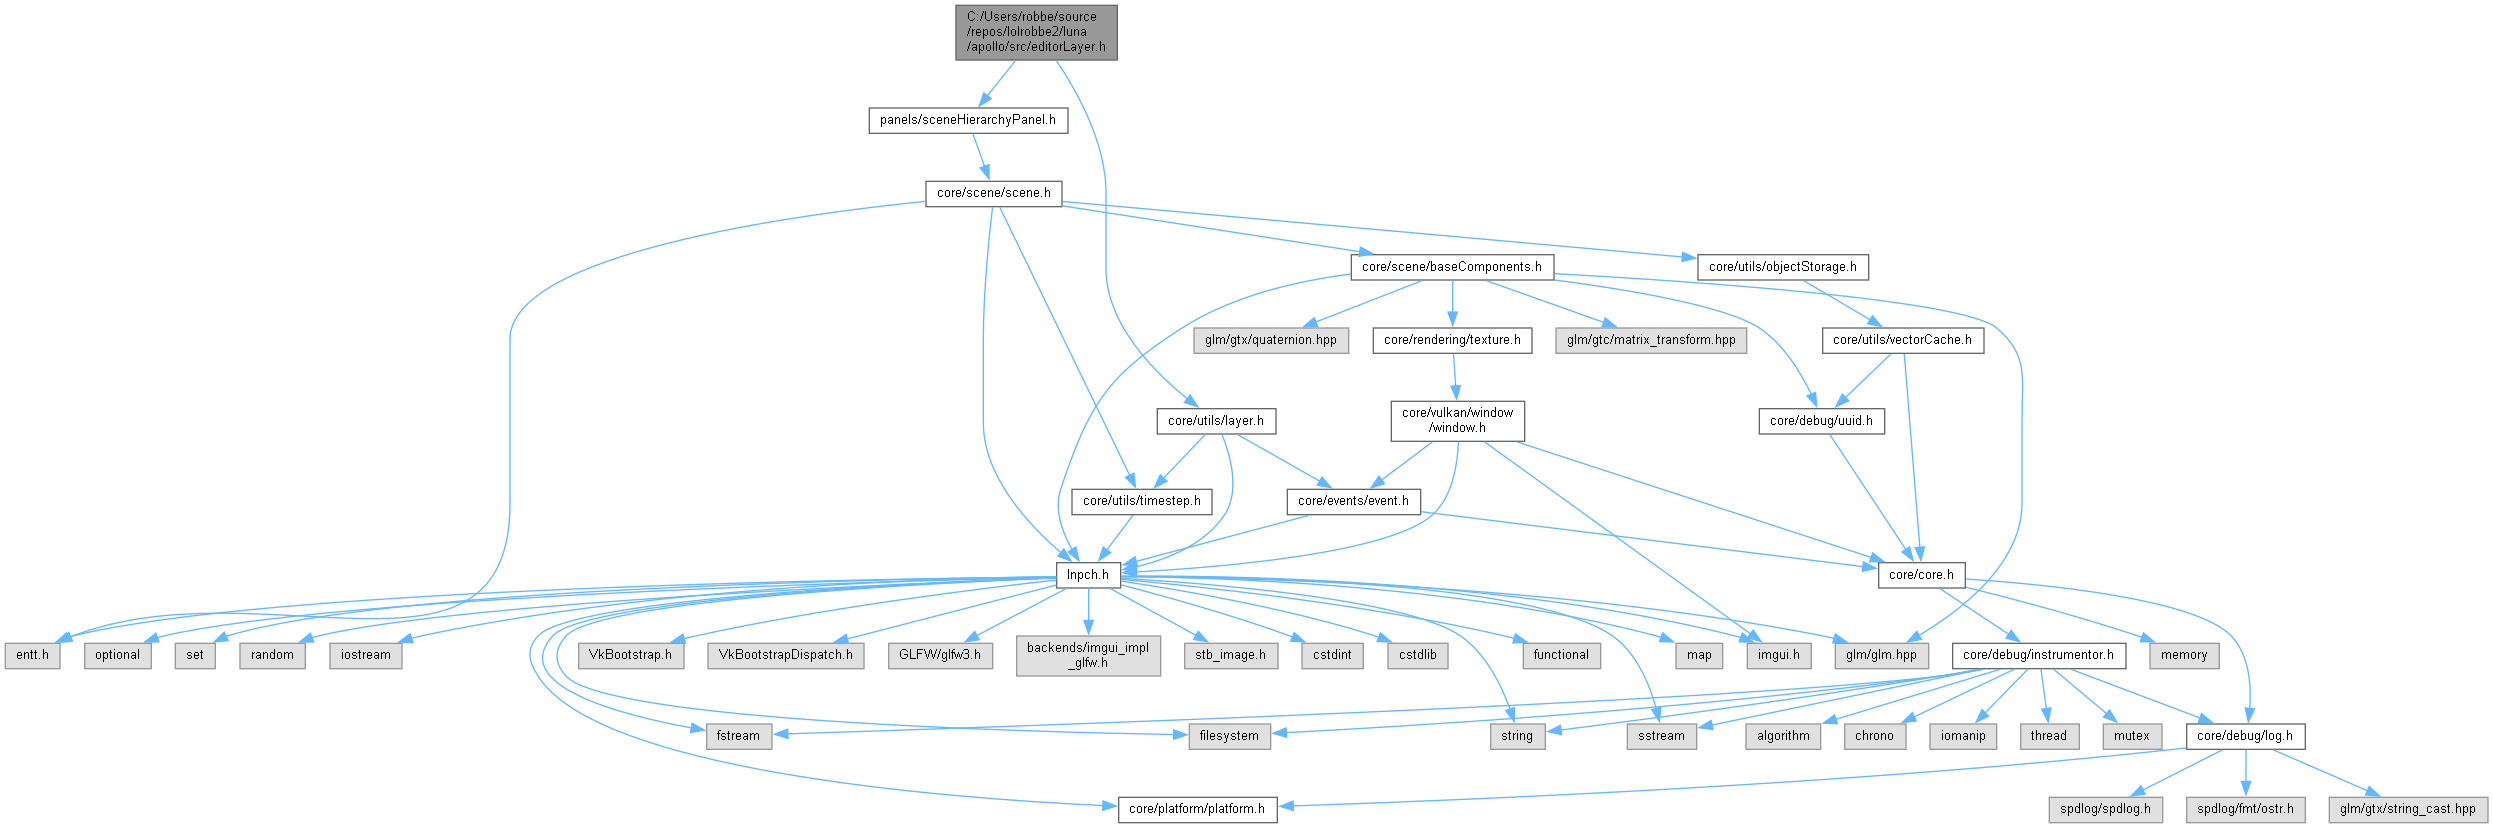 C:/Users/robbe/source
/repos/lolrobbe2/luna
/apollo/src/editorLayer.h
panels/sceneHierarchyPanel.h
core/scene/scene.h
core/scene/baseComponents.h
core/utils/objectStorage.h
glm/gtx/quaternion.hpp
core/rendering/texture.h
glm/gtc/matrix_transform.hpp
core/utils/vectorCache.h
core/utils/layer.h
core/vulkan/window
/window.h
core/debug/uuid.h
core/utils/timestep.h
core/events/event.h
lnpch.h
core/core.h
entt.h
optional
set
random
iostream
VkBootstrap.h
VkBootstrapDispatch.h
GLFW/glfw3.h
backends/imgui_impl
_glfw.h
stb_image.h
cstdint
cstdlib
functional
map
imgui.h
glm/glm.hpp
core/debug/instrumentor.h
memory
fstream
filesystem
string
sstream
algorithm
chrono
iomanip
thread
mutex
core/debug/log.h
core/platform/platform.h
spdlog/spdlog.h
spdlog/fmt/ostr.h
glm/gtx/string_cast.hpp